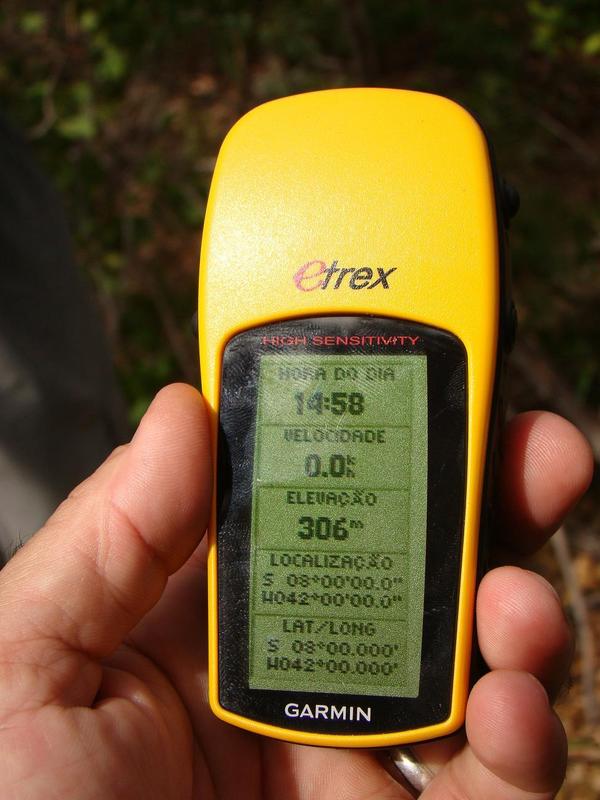 etrex
HIGH SENSITIVITY
HORA DO DIA
14:58
VELOCIDADE
0.0 k/h
ELEVAÇÃO
306m
LOCALIZAÇÃO
S 08°00'00.0"
W042°00'00.0"
LAT/LONG
S 08°00.000'
W042°00.000'
GARMIN